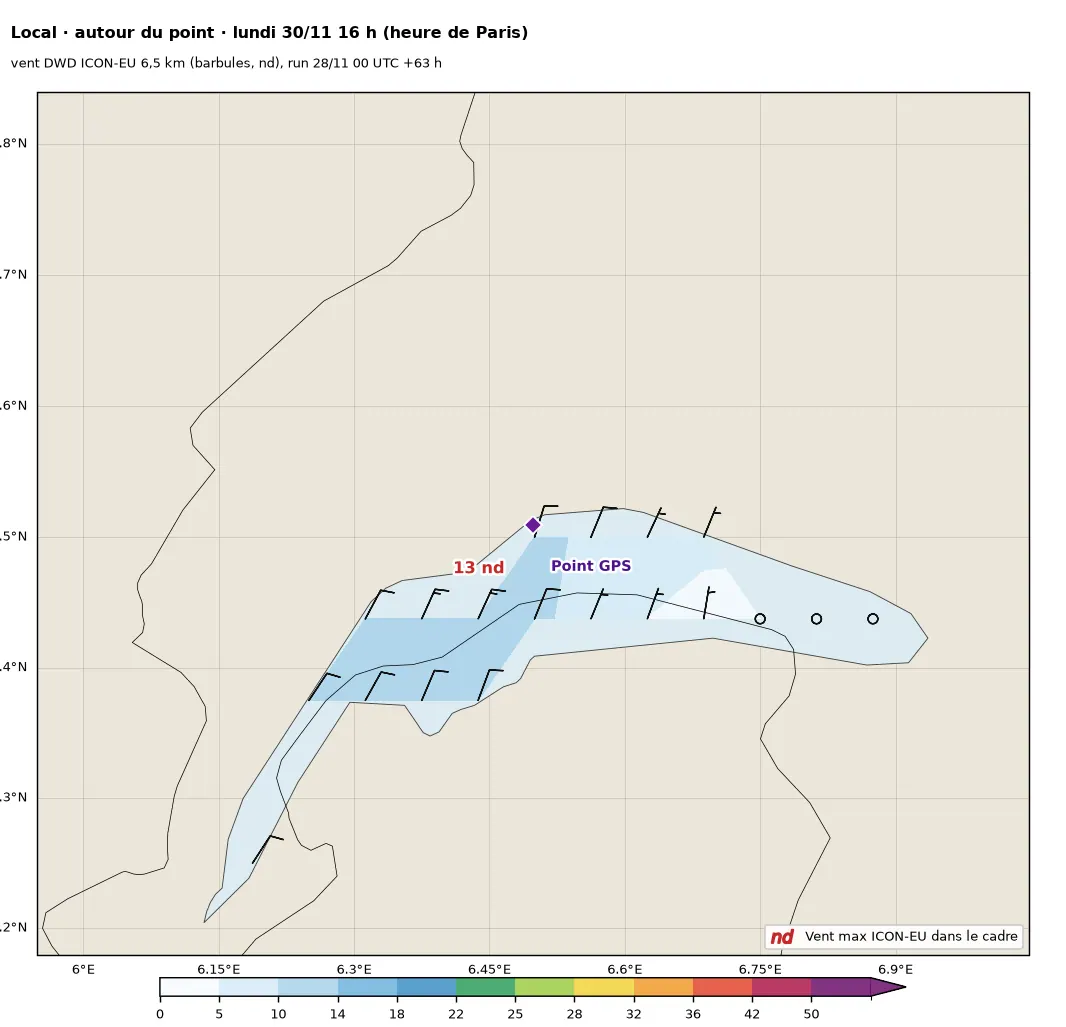 Local · autour du point · lundi 30/11 16 h (heure de Paris)
vent DWD ICON-EU 6,5 km (barbules, nd), run 28/11 00 UTC +63 h
.8°N
.7°N
.6°N
.5°N
13 nd
Point GPS
.4°N
.3°N
.2°N
nd Vent max ICON-EU dans le cadre
6°E 6.15°E 6.3°E 6.45°E 6.6°E 6.75°E 6.9°E
0 5 10 14 18 22 25 28 32 36 42 50